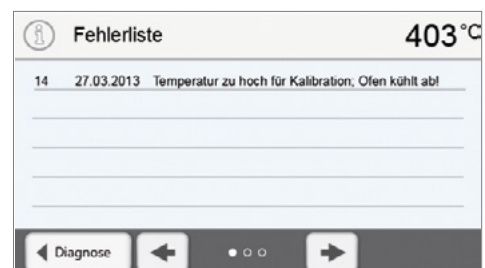 Fehlerliste 403 °C
14 27.03.2013 Temperatur zu hoch für Kalibration; Ofen kühlt ab!
Diagnose